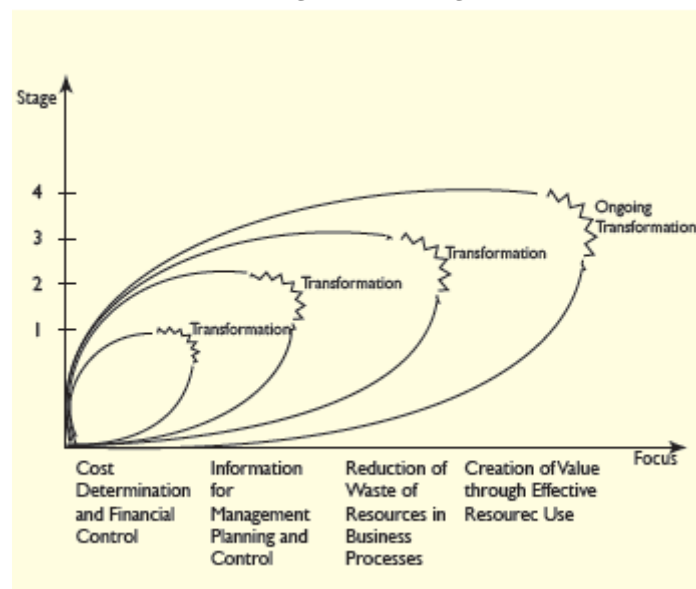 Stage
4
Ongoing
Transformation
3
Transformation
2
Transformation
1
Transformation
Focus
Cost
Determination
and Financial
Control
Information
for
Management
Planning and
Control
Reduction of
Waste of
Resources in
Business
Processes
Creation of Value
through Effective
Resourec Use